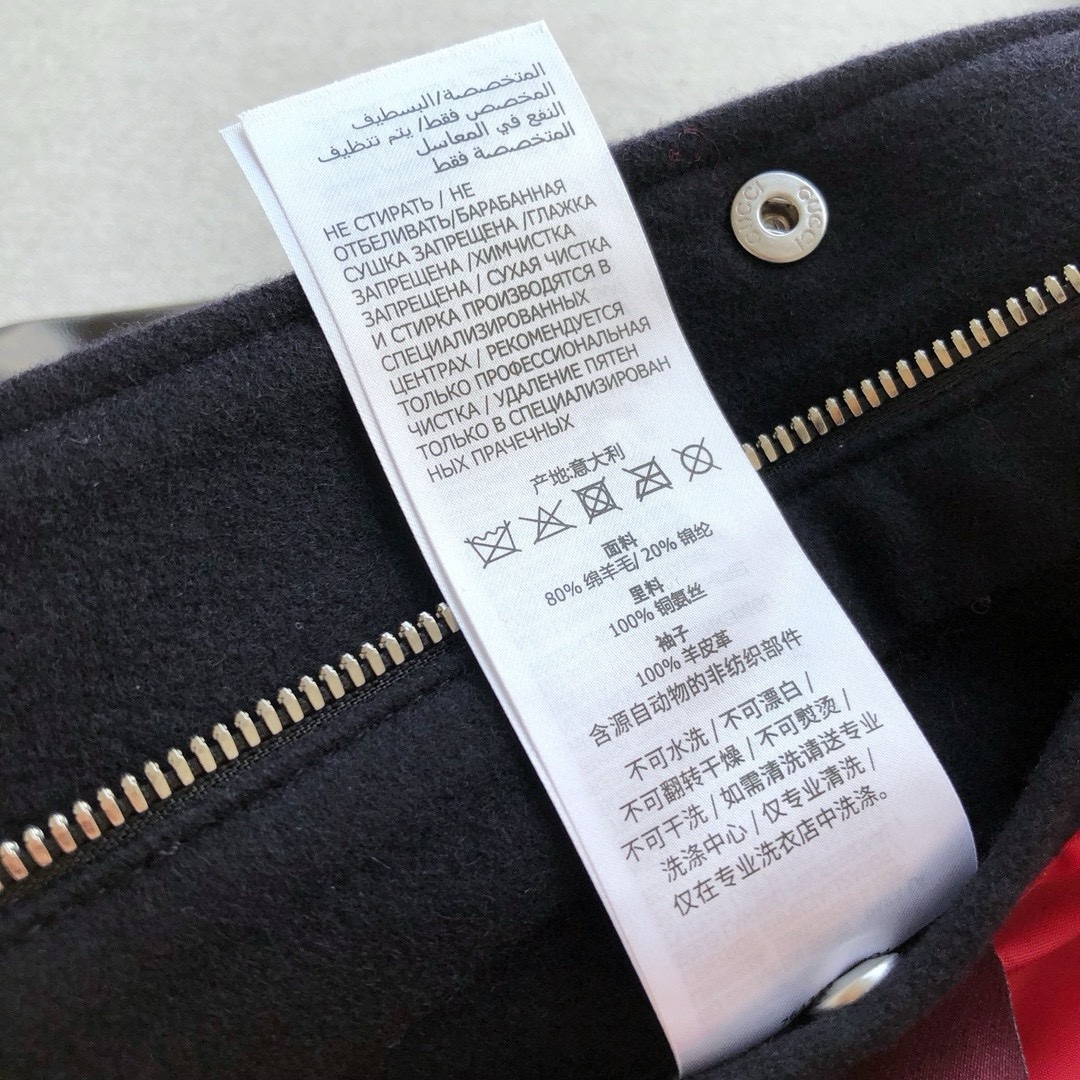 المتخصصة/البسطيف
المخصص فقط/ يتم تنظيف
النفع في المغاسل
المتخصصة فقط
НЕ СТИРАТЬ / НЕ
ОТБЕЛИВАТЬ/БАРАБАННАЯ
СУШКА ЗАПРЕЩЕНА /ГЛАЖКА
ЗАПРЕЩЕНА /ХИМЧИСТКА
ЗАПРЕЩЕНА / СУХАЯ ЧИСТКА
И СТИРКА ПРОИЗВОДЯТСЯ В
СПЕЦИАЛИЗИРОВАННЫХ
ЦЕНТРАХ / РЕКОМЕНДУЕТСЯ
ТОЛЬКО ПРОФЕССИОНАЛЬНАЯ
ЧИСТКА / УДАЛЕНИЕ ПЯТЕН
ТОЛЬКО В СПЕЦИАЛИЗИРОВАН
НЫХ ПРАЧЕЧНЫХ
产地:意大利
面料
80% 绵羊毛/ 20% 锦纶
里料
100% 铜氨丝
袖子
100% 羊皮革
含源自动物的非纺织部件
不可水洗 / 不可漂白 /
不可翻转干燥 / 不可熨烫 /
不可干洗 / 如需清洗请送专业
洗涤中心 / 仅专业清洗 /
仅在专业洗衣店中洗涤。
GUCCI
GUCCI